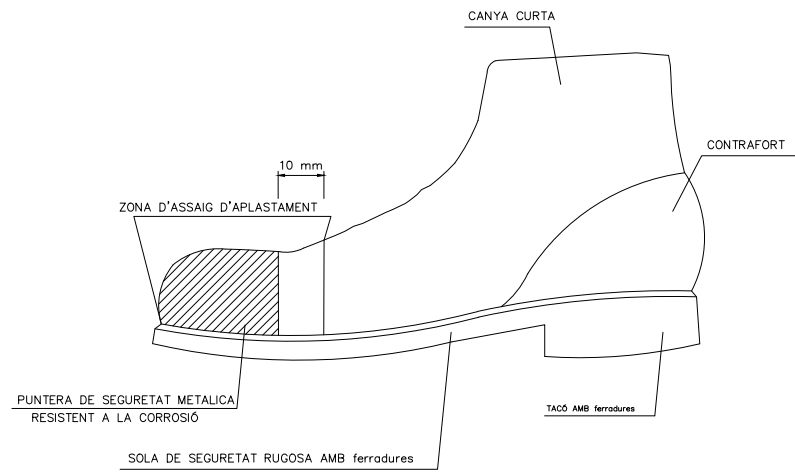 CANYA CURTA
CONTRAFORT
10 mm
ZONA D'ASSAIG D'APLASTAMENT
PUNTERA DE SEGURETAT METALICA
RESISTENT A LA CORROSIÓ
TACÓ AMB ferradures
SOLA DE SEGURETAT RUGOSA AMB ferradures